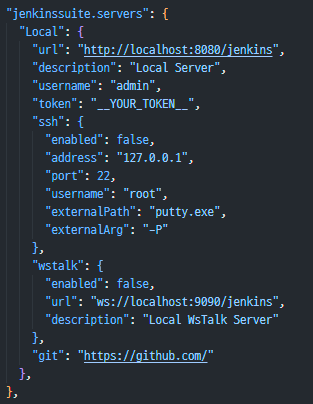 "jenkinssuite.servers": {
"Local": {
"url": "http://localhost:8080/jenkins",
"description": "Local Server",
"username": "admin",
"token": "__YOUR_TOKEN__",
"ssh": {
"enabled": false,
"address": "127.0.0.1",
"port": 22,
"username": "root",
"externalPath": "putty.exe",
"externalArg": "-P"
},
"wstalk": {
"enabled": false,
"url": "ws://localhost:9090/jenkins",
"description": "Local WsTalk Server"
},
"git": "https://github.com/"
},
},